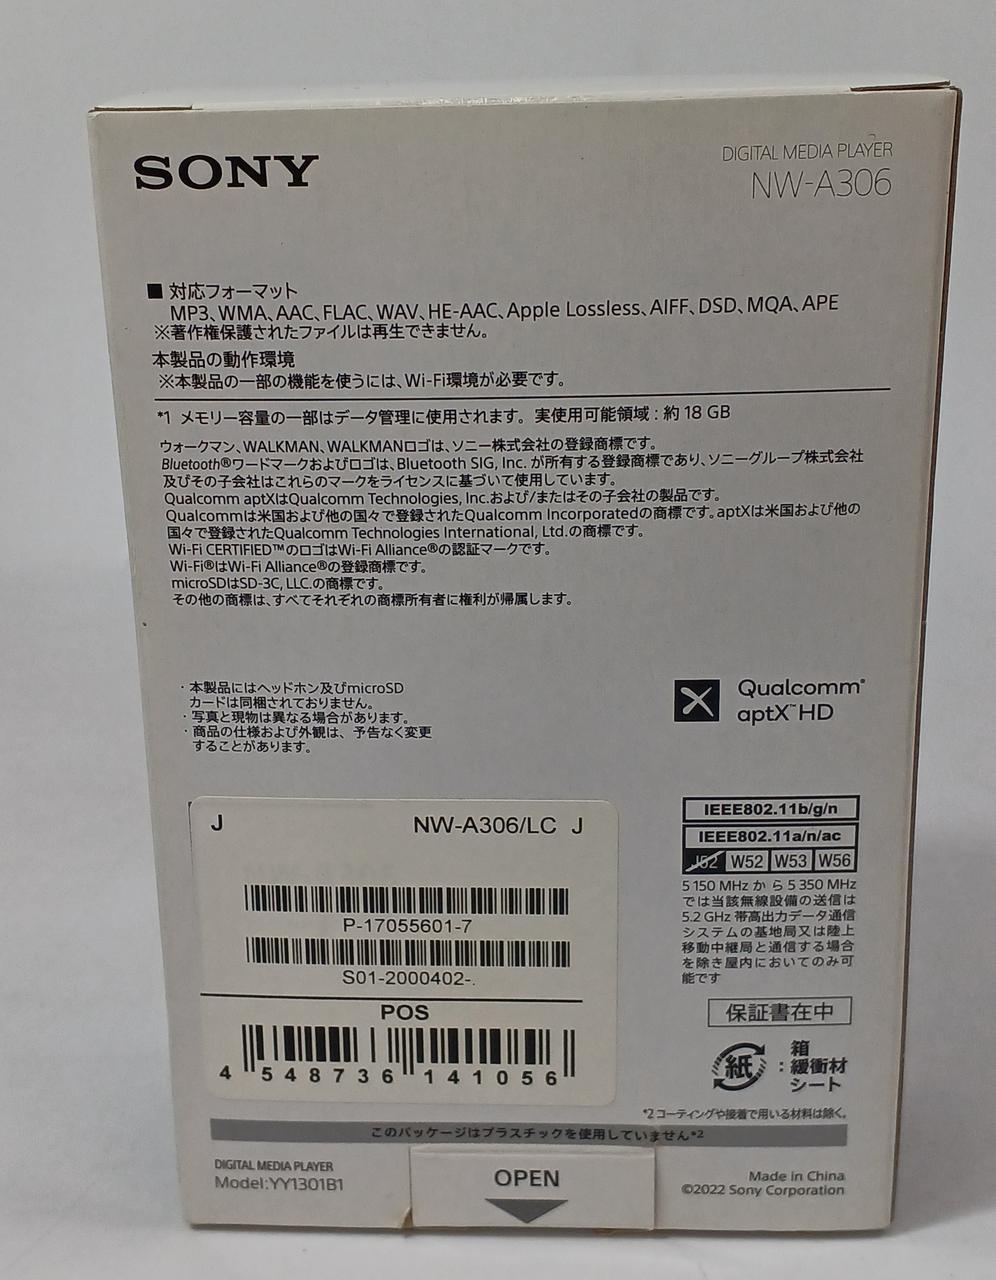 SONY
DIGITAL MEDIA PLAYER
NW-A306
■ 対応フォーマット
MP3、WMA、AAC、FLAC、WAV、HE-AAC、Apple Lossless、AIFF、DSD、MQA、APE
※著作権保護されたファイルは再生できません。
本製品の動作環境
※本製品の一部の機能を使うには、Wi-Fi環境が必要です。
*1 メモリー容量の一部はデータ管理に使用されます。実使用可能領域：約 18 GB
ウォークマン、WALKMAN、WALKMANロゴは、ソニー株式会社の登録商標です。
Bluetooth®ワードマークおよびロゴは、Bluetooth SIG, Inc. が所有する登録商標であり、ソニーグループ株式会社
及びその子会社はこれらのマークをライセンスに基づいて使用しています。
Qualcomm aptXはQualcomm Technologies, Inc.および/またはその子会社の製品です。
Qualcommは米国および他の国々で登録されたQualcomm Incorporatedの商標です。aptXは米国および他の
国々で登録されたQualcomm Technologies International, Ltd.の商標です。
Wi-Fi CERTIFIED™のロゴはWi-Fi Alliance®の認証マークです。
Wi-Fi®はWi-Fi Alliance®の登録商標です。
microSDはSD-3C, LLC.の商標です。
その他の商標は、すべてそれぞれの商標所有者に権利が帰属します。
・本製品にはヘッドホン及びmicroSD
カードは同梱されておりません。
・写真と現物は異なる場合があります。
・商品の仕様および外観は、予告なく変更
することがあります。
Qualcomm®
aptX™ HD
J NW-A306/LC J
P-17055601-7
S01-2000402-.
POS
4 548736 141056
IEEE802.11b/g/n
IEEE802.11a/n/ac
J52 W52 W53 W56
5 150 MHz から 5 350 MHz
では当該無線設備の送信は
5.2 GHz 帯高出力データ通信
システムの基地局又は陸上
移動中継局と通信する場合
を除き屋内においてのみ可
能です
保証書在中
紙
箱
：緩衝材
シート
*2 コーティングや接着で用いる材料は除く。
このパッケージはプラスチックを使用していません*2
DIGITAL MEDIA PLAYER
Model:YY1301B1
OPEN
Made in China
©2022 Sony Corporation